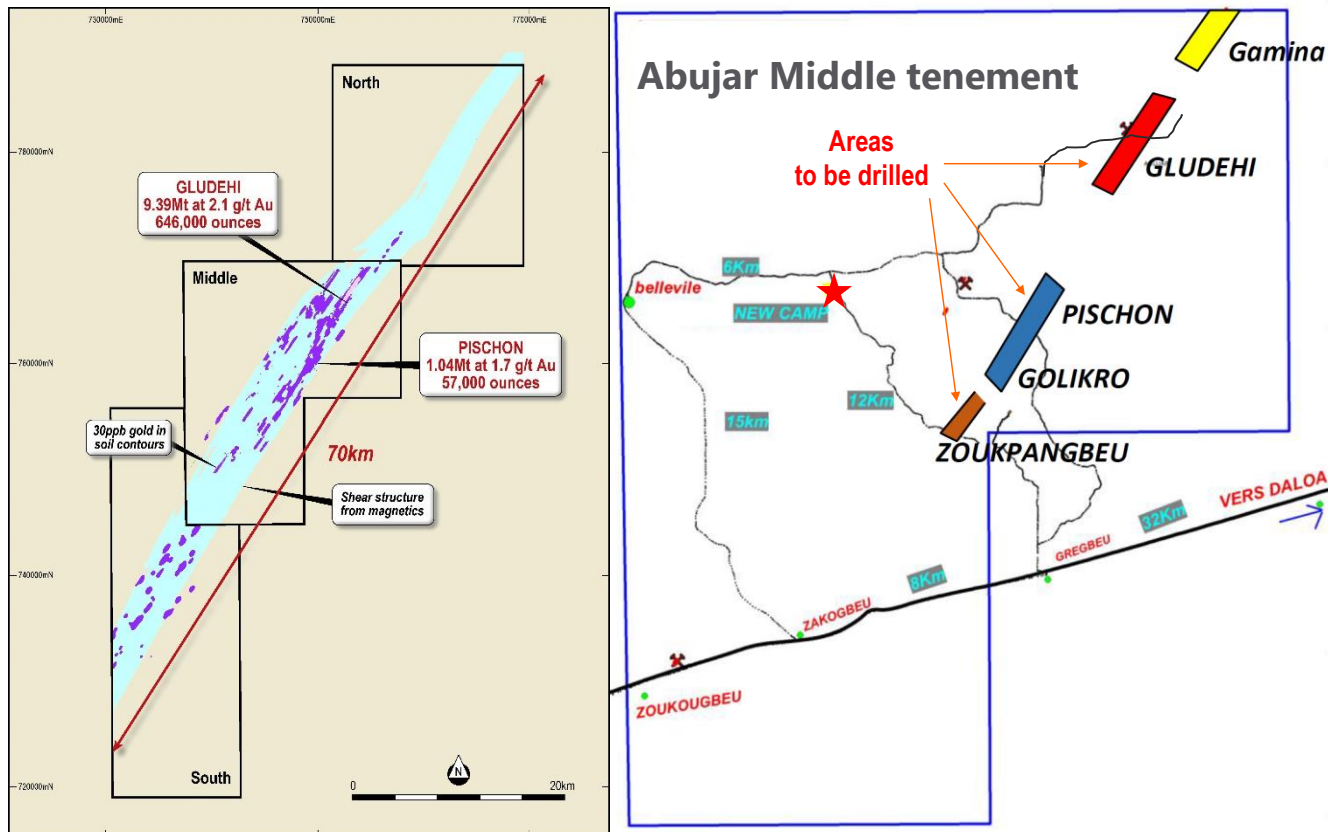 730000mE
750000mE
770000mE
North
780000mN
GLUDEHI
9.39Mt at 2.1 g/t Au
646,000 ounces
Middle
PISCHON
1.04Mt at 1.7 g/t Au
57,000 ounces
760000mN
30ppb gold in
soil contours
70km
Shear structure
from magnetics
740000mN
South
N
0
20km
720000mN
Abujar Middle tenement
Gamina
Areas
to be drilled
GLUDEHI
6Km
bellevile
NEW CAMP
PISCHON
GOLIKRO
12Km
15km
ZOUKPANGBEU
VERS DALOA
32Km
GREGBEU
8Km
ZAKOGBEU
ZOUKOUGBEU